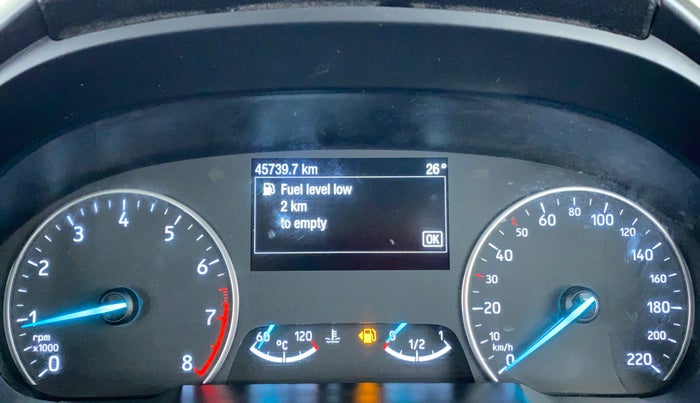 45739.7 km 26°
Fuel level low
2 km
to empty
OK
0 1 2 3 4 5 6 7 8
rpm
x1000
60 °C 120
0 1/2 1
0 10 20 30 40 50 60 80 100 120 140 160 180 200 220
km/h